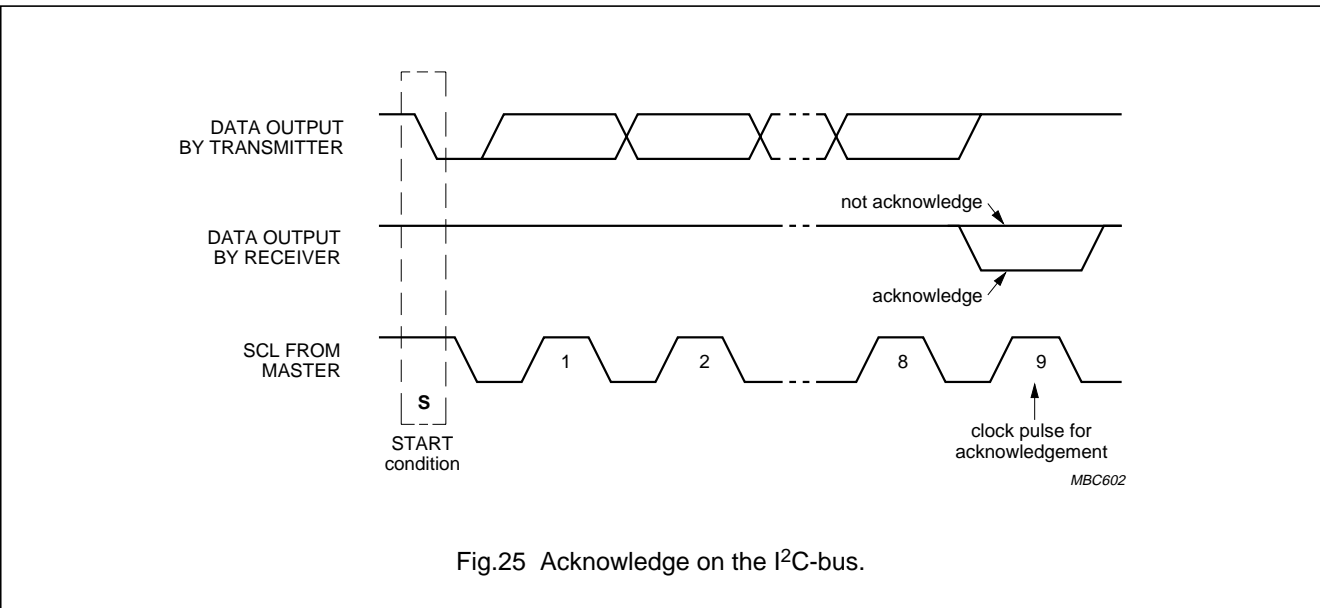 DATA OUTPUT
BY TRANSMITTER
not acknowledge
DATA OUTPUT
BY RECEIVER
acknowledge
SCL FROM
MASTER
1
2
8
9
S
START
condition
clock pulse for
acknowledgement
MBC602
Fig.25 Acknowledge on the I²C-bus.